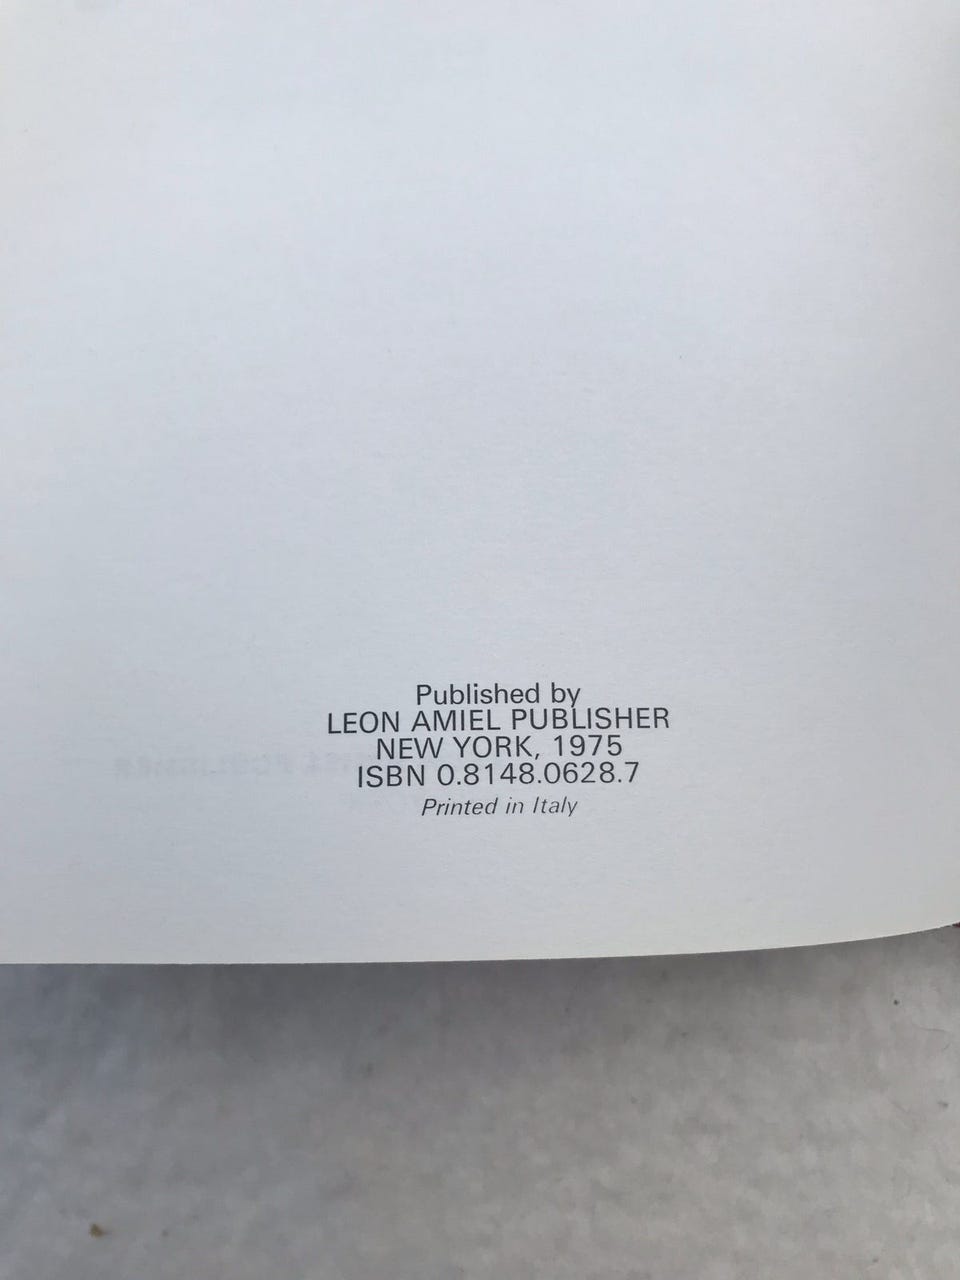 Published by
LEON AMIEL PUBLISHER
NEW YORK, 1975
ISBN 0.8148.0628.7
Printed in Italy